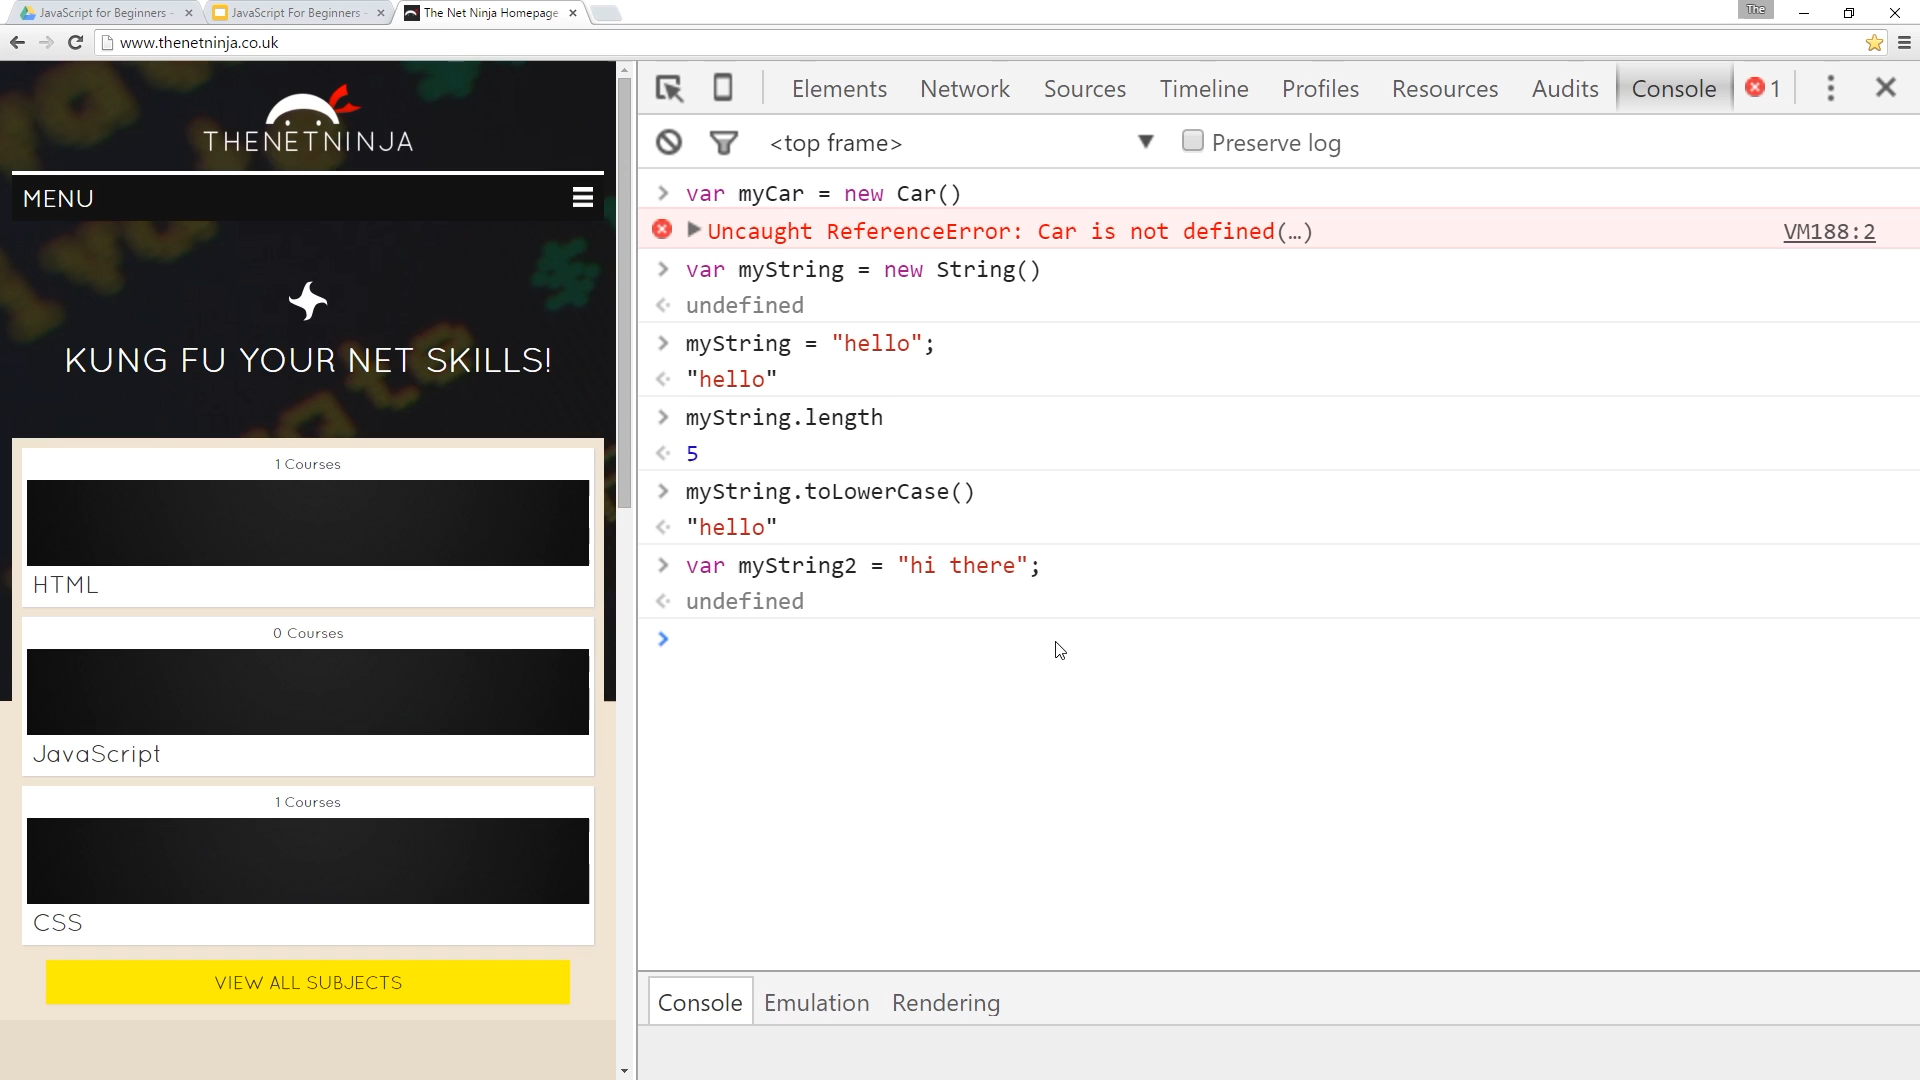 JavaScript for Beginners -
JavaScript For Beginners -
The Net Ninja Homepage
The
www.thenetninja.co.uk
THENETNINJA
MENU
KUNG FU YOUR NET SKILLS!
1 Courses
HTML
0 Courses
JavaScript
1 Courses
CSS
VIEW ALL SUBJECTS
Elements Network Sources Timeline Profiles Resources Audits Console 1
<top frame> Preserve log
var myCar = new Car()
Uncaught ReferenceError: Car is not defined(…) VM188:2
var myString = new String()
undefined
myString = "hello";
"hello"
myString.length
5
myString.toLowerCase()
"hello"
var myString2 = "hi there";
undefined
Console Emulation Rendering